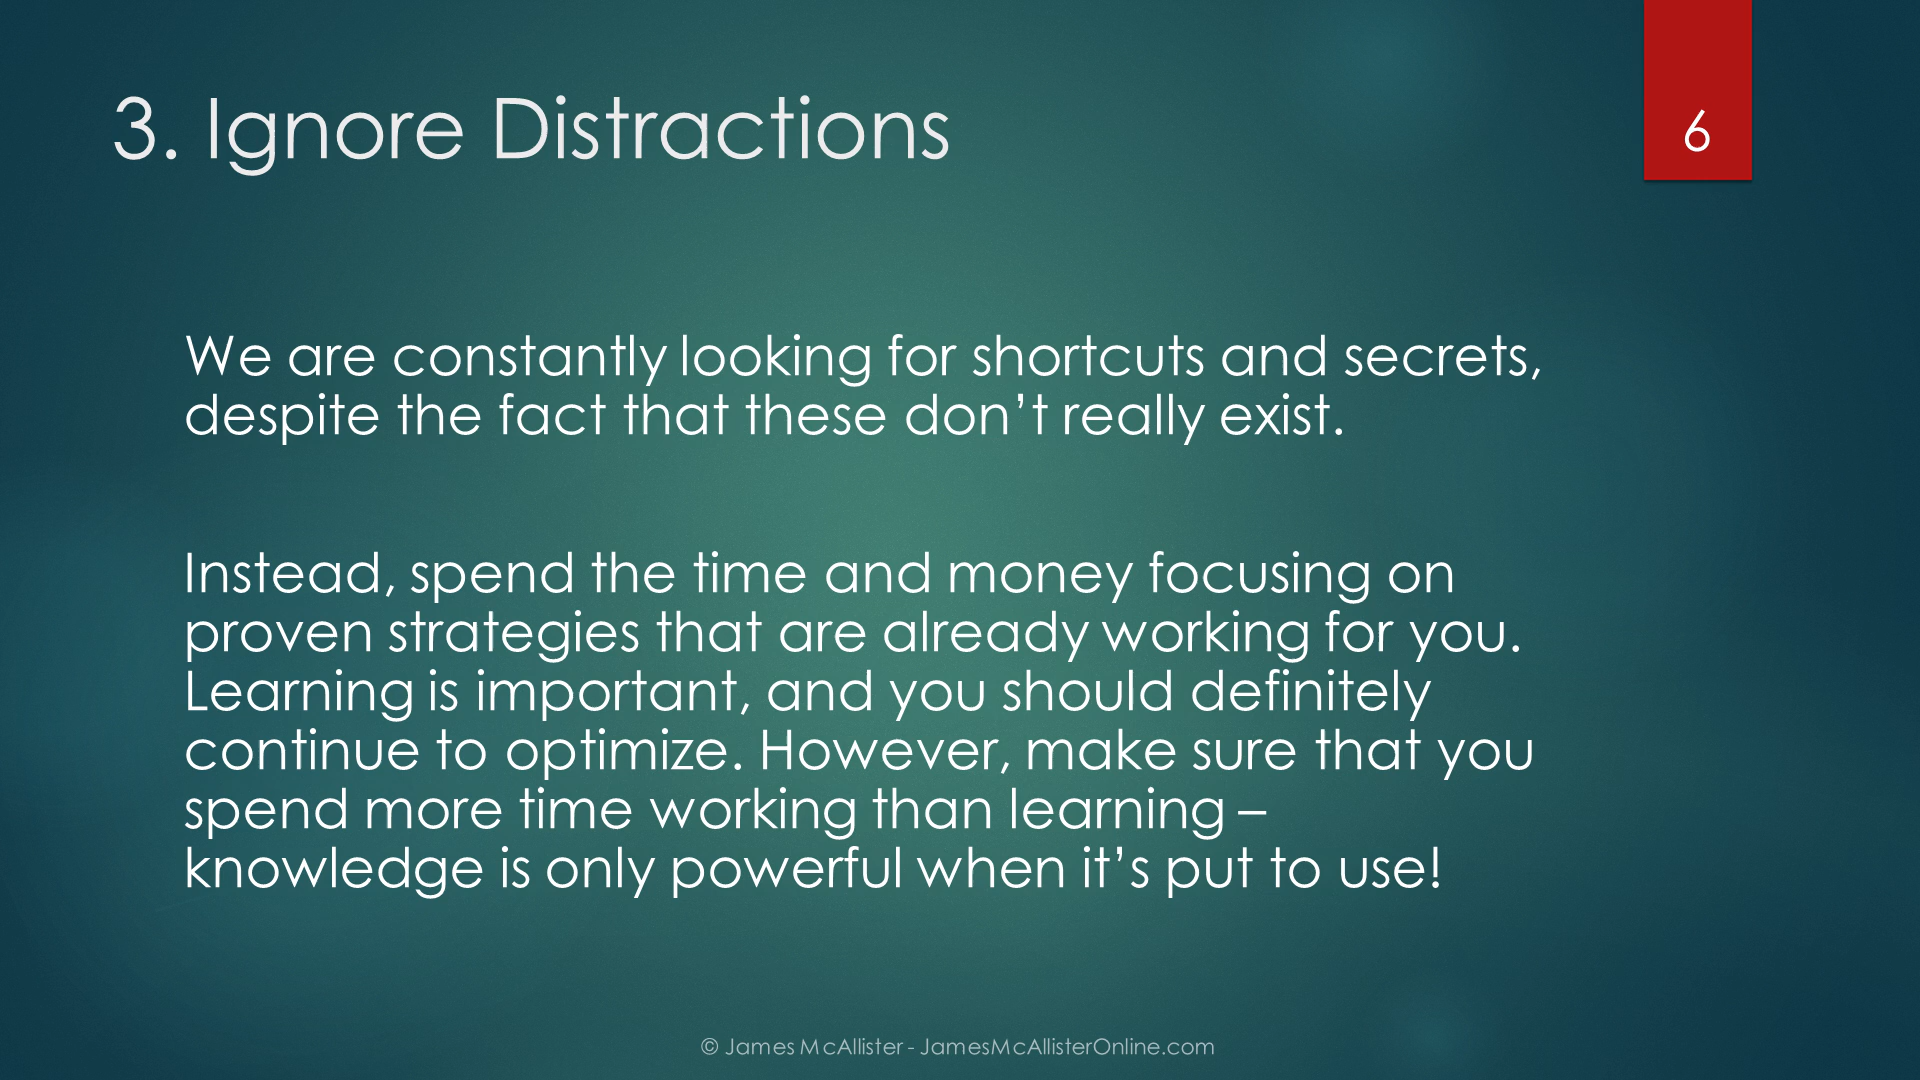 3. Ignore Distractions
6
We are constantly looking for shortcuts and secrets,
despite the fact that these don’t really exist.
Instead, spend the time and money focusing on
proven strategies that are already working for you.
Learning is important, and you should definitely
continue to optimize. However, make sure that you
spend more time working than learning –
knowledge is only powerful when it’s put to use!
© James McAllister - JamesMcAllisterOnline.com